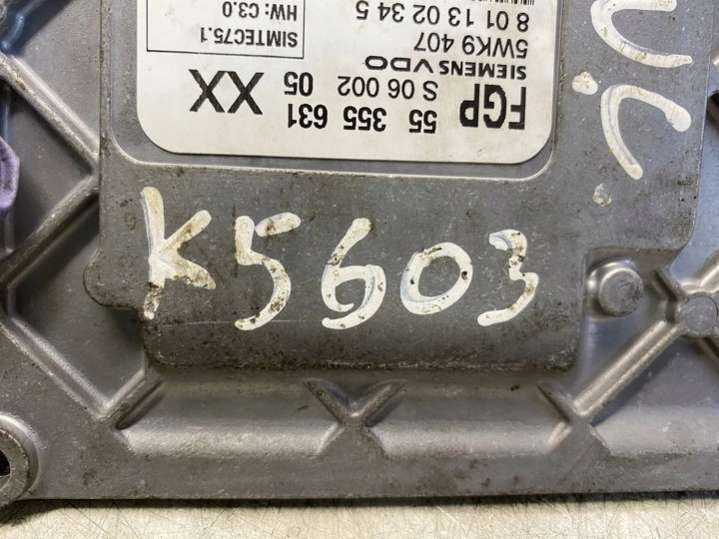 FGP 55 355 631
S 06 002 05 XX
SIEMENS VDO
5WK9 407
8 01 13 02 34 5
SIMTEC75.1
HW: C3.0
K5603